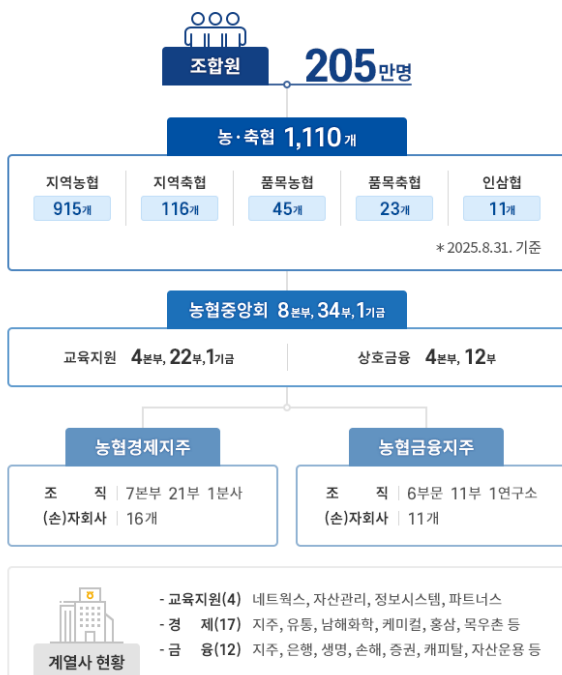 조합원 205만명
농·축협 1,110개
지역농협 지역축협 품목농협 품목축협 인삼협
915개 116개 45개 23개 11개
*2025.8.31. 기준
농협중앙회 8본부, 34부, 1기금
교육지원 4본부, 22부,1기금 상호금융 4본부, 12부
농협경제지주 농협금융지주
조 직 7본부 21부 1분사 조 직 6부문 11부 1연구소
(손)자회사 16개 (손)자회사 11개
- 교육지원(4) 네트웍스, 자산관리, 정보시스템, 파트너스
- 경 제(17) 지주, 유통, 남해화학, 케미컬, 홍삼, 목우촌 등
- 금 융(12) 지주, 은행, 생명, 손해, 증권, 캐피탈, 자산운용 등
계열사 현황